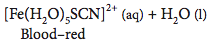 [Fe(H₂O)₅SCN]²⁺ (aq) + H₂O (l)
Blood–red